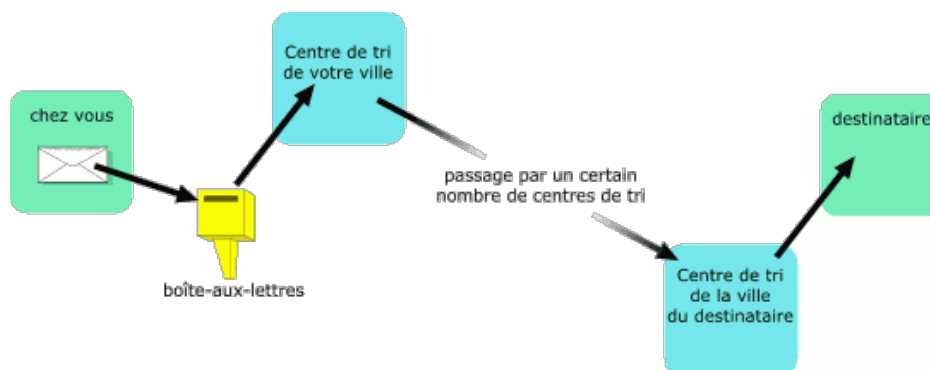 chez vous
boîte-aux-lettres
Centre de tri
de votre ville
passage par un certain
nombre de centres de tri
Centre de tri
de la ville
du destinataire
destinataire